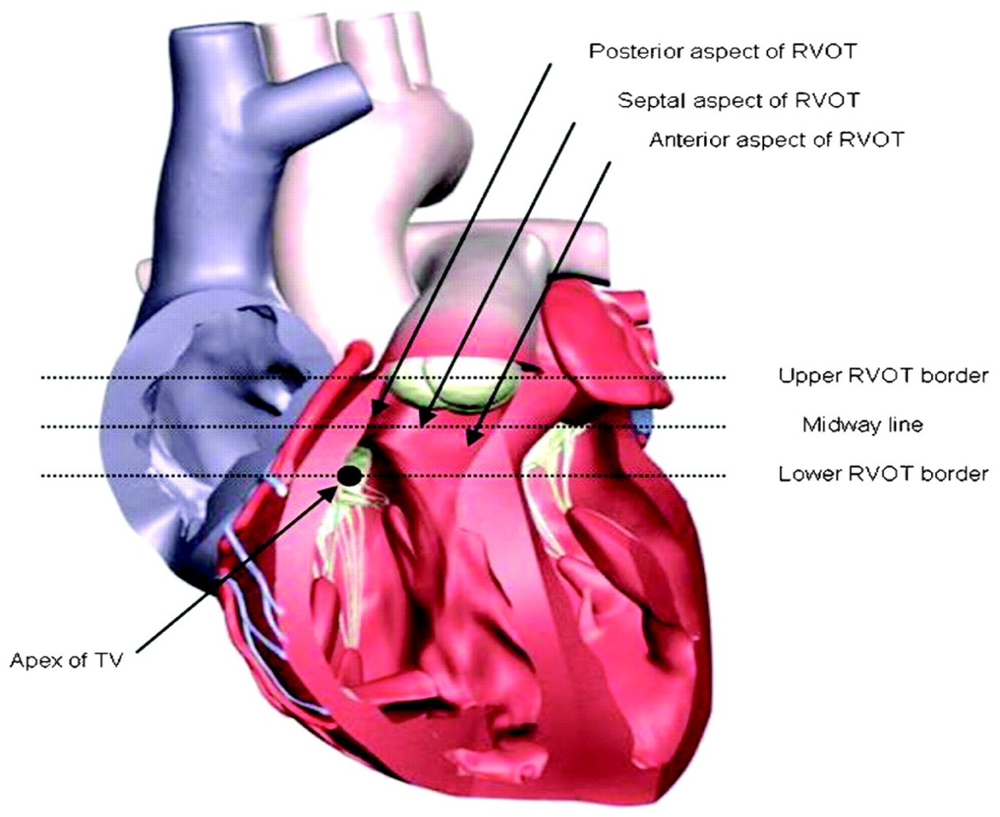 Posterior aspect of RVOT
Septal aspect of RVOT
Anterior aspect of RVOT
Upper RVOT border
Midway line
Lower RVOT border
Apex of TV